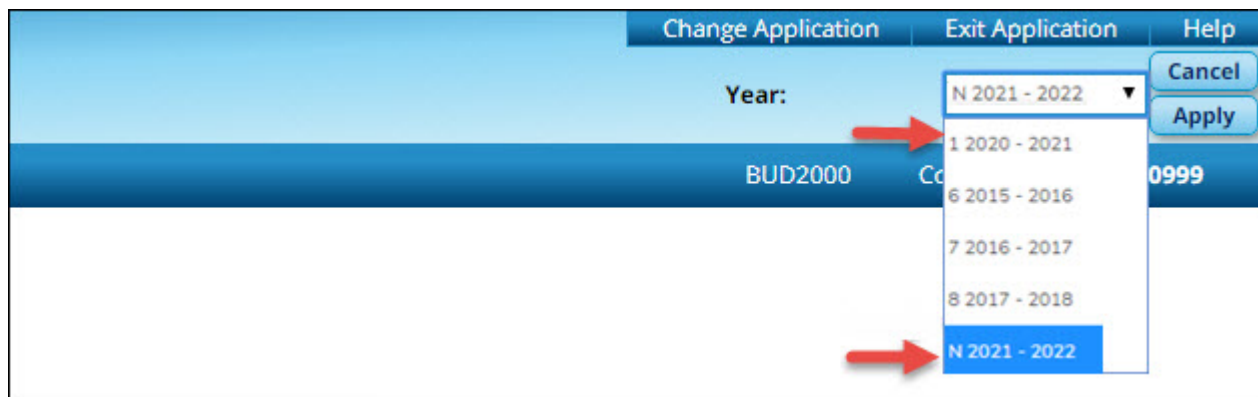 Change Application Exit Application Help
Year: N 2021 - 2022 ▼ Cancel
Apply
1 2020 - 2021
BUD2000 0999
6 2015 - 2016
7 2016 - 2017
8 2017 - 2018
N 2021 - 2022